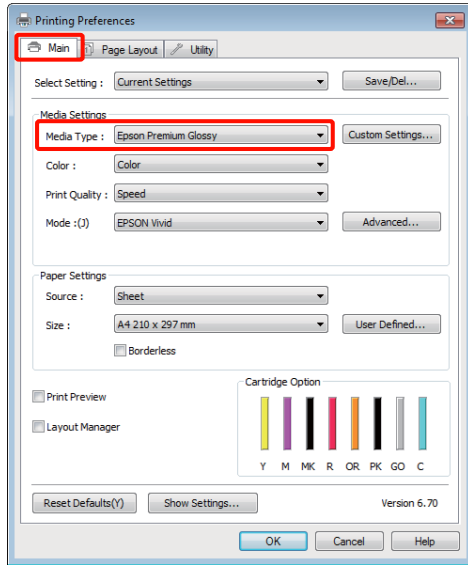 Printing Preferences
Main Page Layout Utility
Select Setting : Current Settings Save/Del...
Media Settings
Media Type : Epson Premium Glossy Custom Settings...
Color : Color
Print Quality : Speed
Mode :(J) EPSON Vivid Advanced...
Paper Settings
Source : Sheet
Size : A4 210 x 297 mm User Defined...
Borderless
Print Preview
Layout Manager
Cartridge Option
Y M MK R OR PK GO C
Reset Defaults(Y) Show Settings... Version 6.70
OK Cancel Help